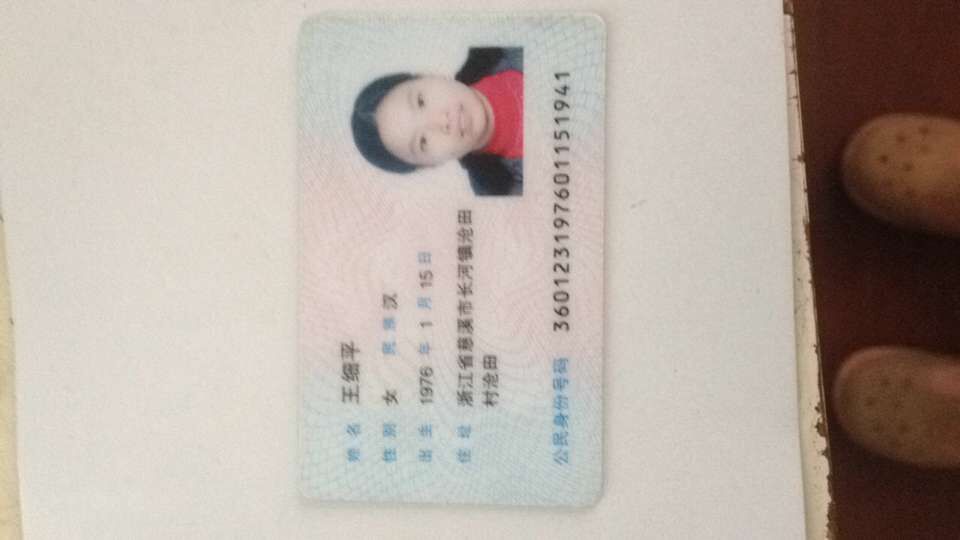 姓名 王细平
性别 女 民族 汉
出生 1976 年 1 月 15 日
住址 浙江省慈溪市长河镇沧田
村沧田
公民身份号码 360123197601151941